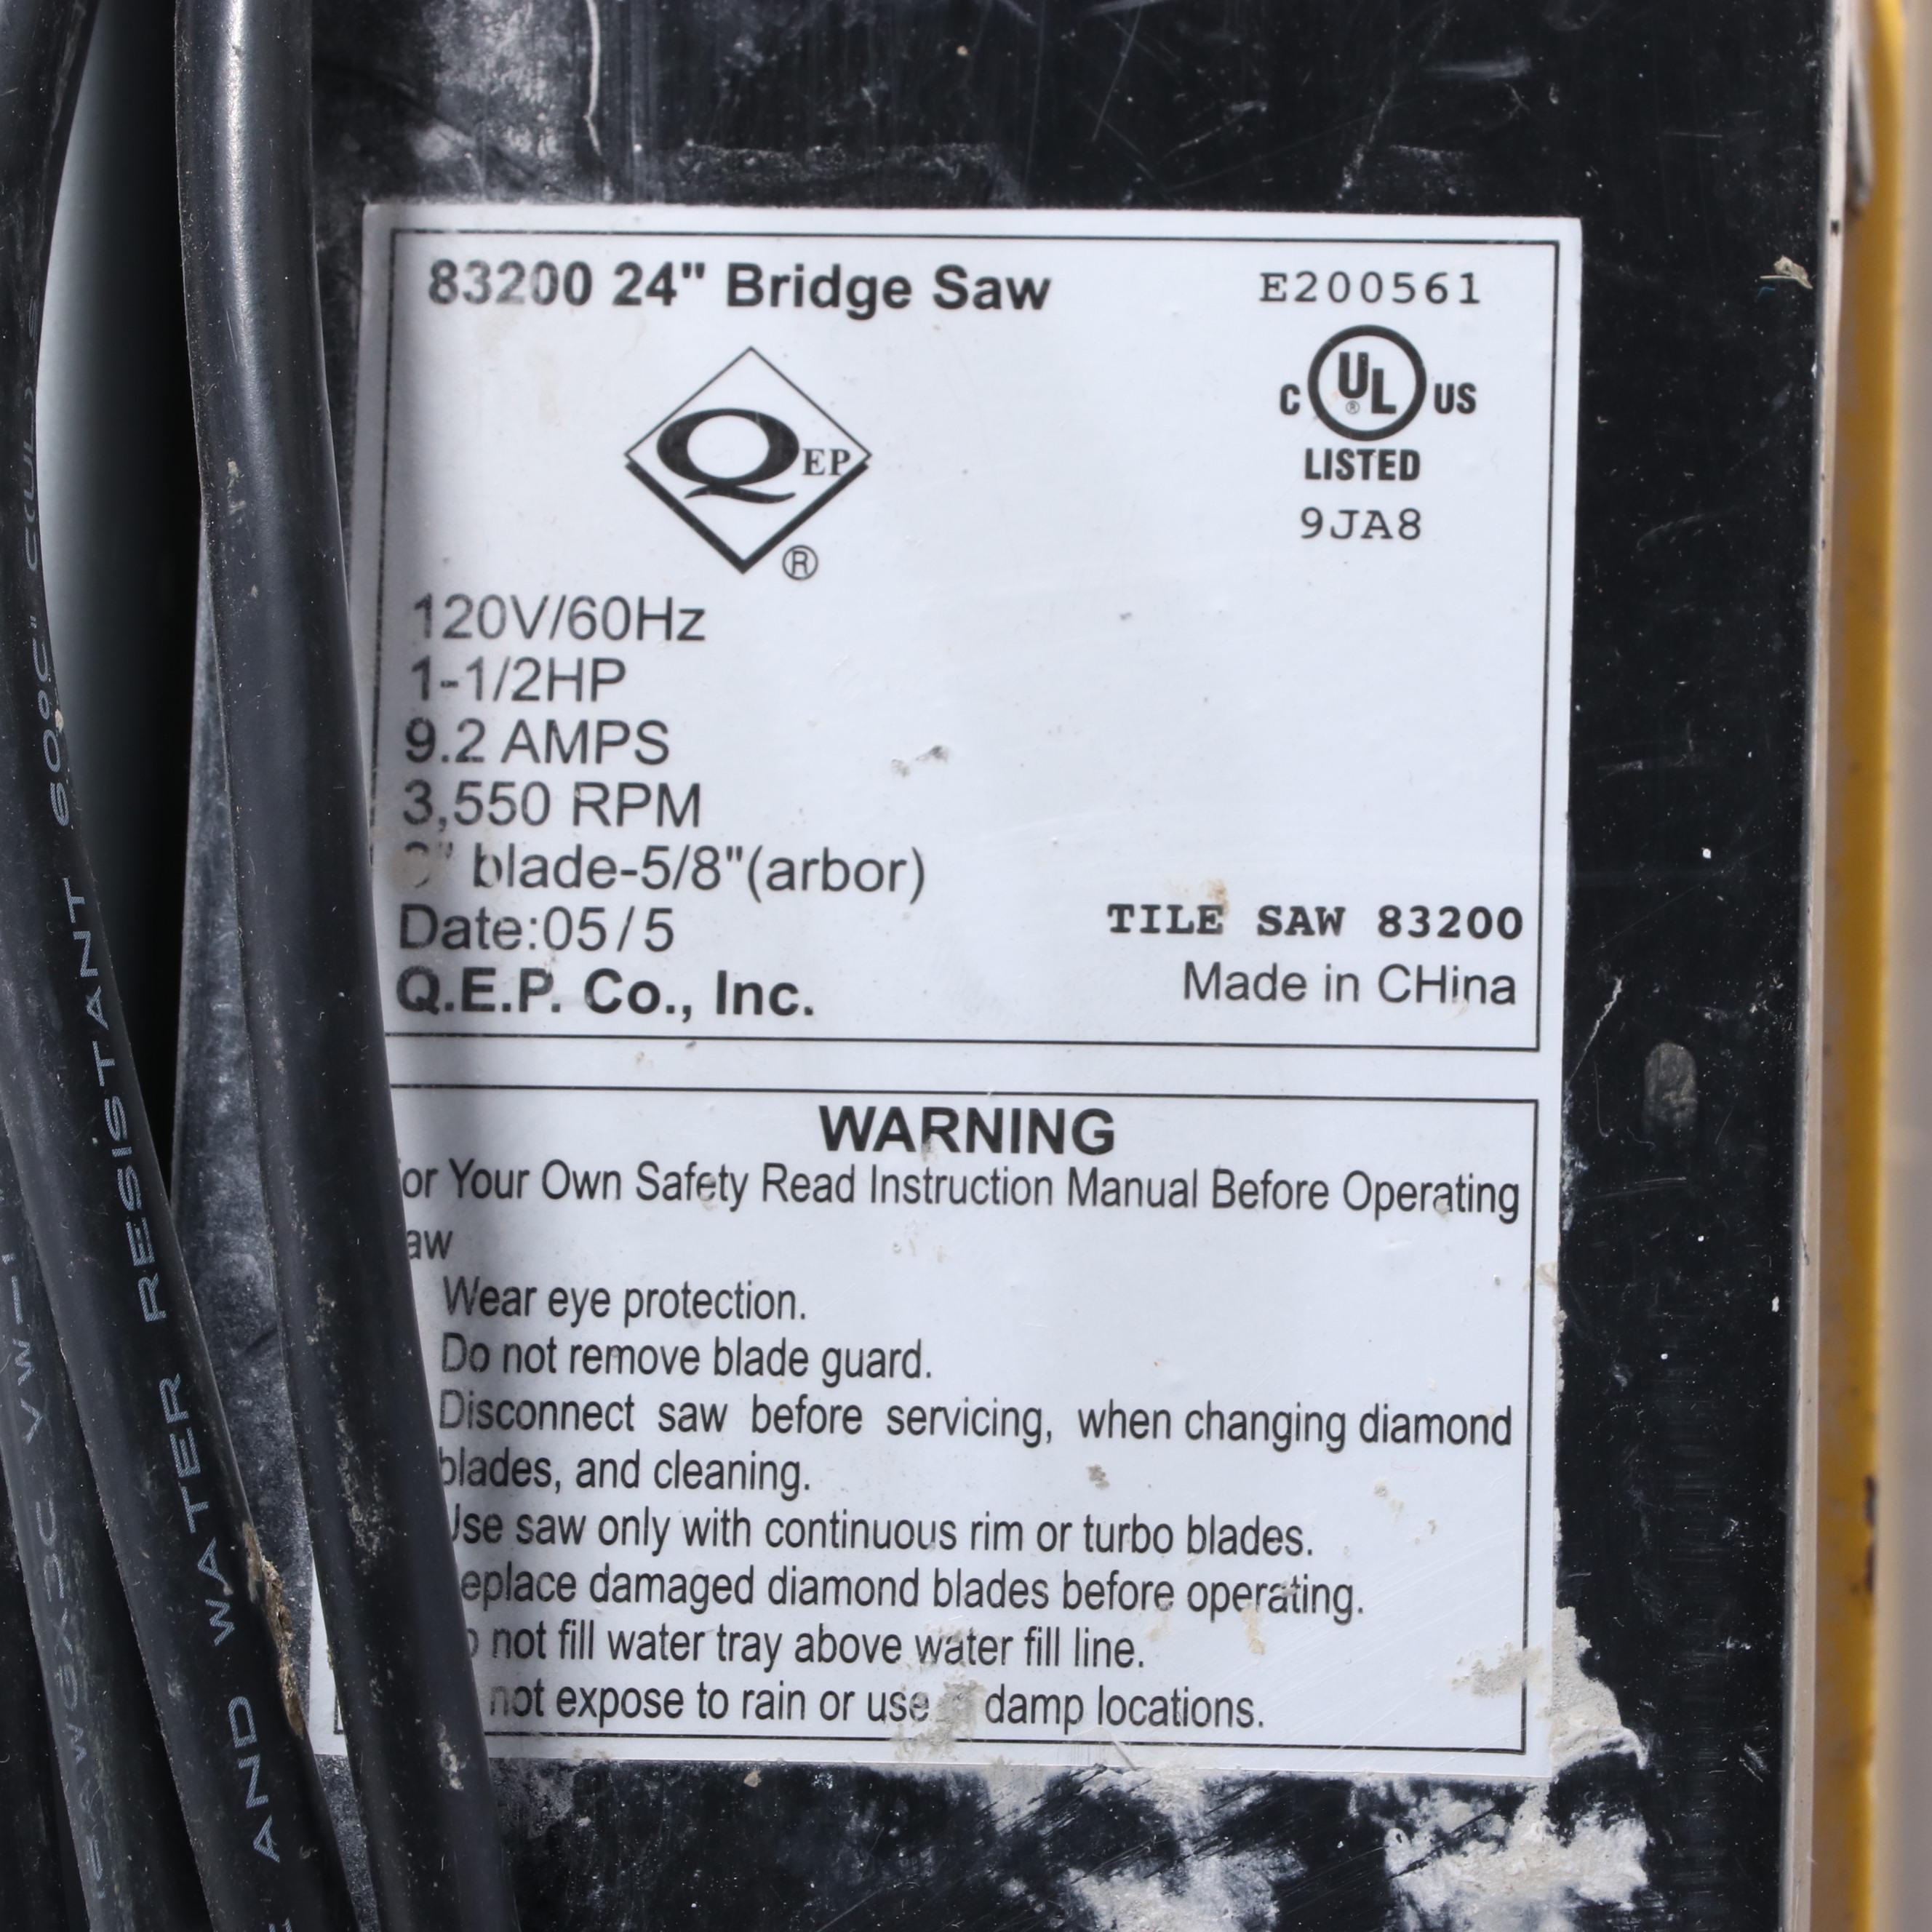 83200 24" Bridge Saw
E200561
C UL® US
LISTED
9JA8
QEP®
120V/60Hz
1-1/2HP
9.2 AMPS
3,550 RPM
blade-5/8"(arbor)
Date:05/5
Q.E.P. Co., Inc.
TILE SAW 83200
Made in CHina
WARNING
or Your Own Safety Read Instruction Manual Before Operating
aw
Wear eye protection.
Do not remove blade guard.
Disconnect saw before servicing, when changing diamond
blades, and cleaning.
Use saw only with continuous rim or turbo blades.
eplace damaged diamond blades before operating.
not fill water tray above water fill line.
not expose to rain or use damp locations.
60°C
RESISTANT
AND WATER RESISTANT
VW-1